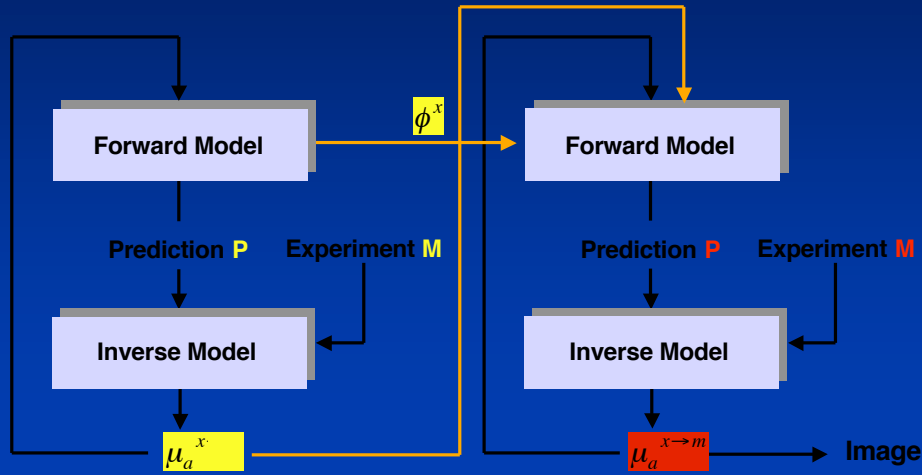 ϕ^x
Forward Model
Forward Model
Prediction P
Experiment M
Prediction P
Experiment M
Inverse Model
Inverse Model
μ_a^x
μ_a^{x→m}
Image